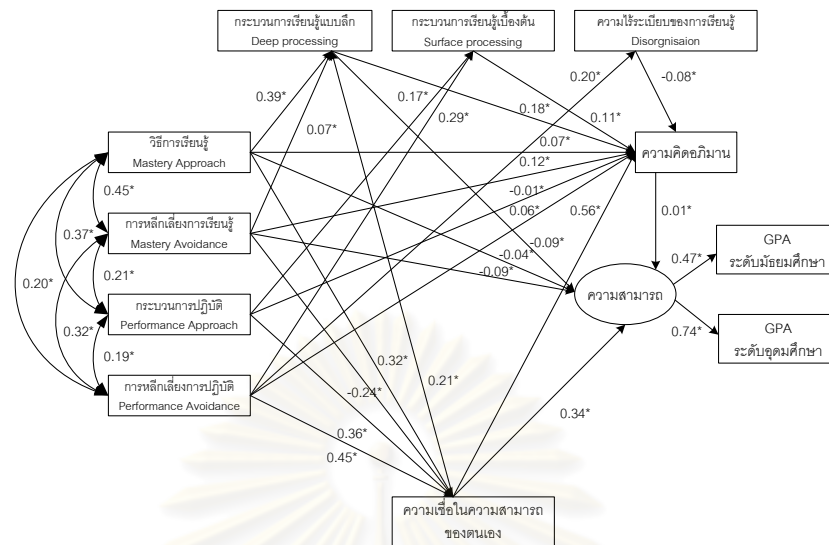 กระบวนการเรียนรู้แบบลึก
Deep processing
กระบวนการเรียนรู้เบื้องต้น
Surface processing
ความไร้ระเบียบของการเรียนรู้
Disorgnisaion
0.39*
0.17*
0.20*
-0.08*
0.07*
0.29*
0.18*
0.11*
วิธีการเรียนรู้
Mastery Approach
0.07*
ความคิดอภิมาน
0.12*
0.45*
-0.01*
การหลีกเลี่ยงการเรียนรู้
Mastery Avoidance
0.06*
0.56*
0.01*
0.37*
-0.09*
GPA
ระดับมัธยมศึกษา
0.21*
-0.04*
0.47*
0.20*
-0.09*
ความสามารถ
กระบวนการปฏิบัติ
Performance Approach
0.32*
0.74*
GPA
ระดับอุดมศึกษา
0.19*
0.32*
การหลีกเลี่ยงการปฏิบัติ
Performance Avoidance
-0.24*
0.21*
0.34*
0.36*
0.45*
ความเชื่อในความสามารถ
ของตนเอง